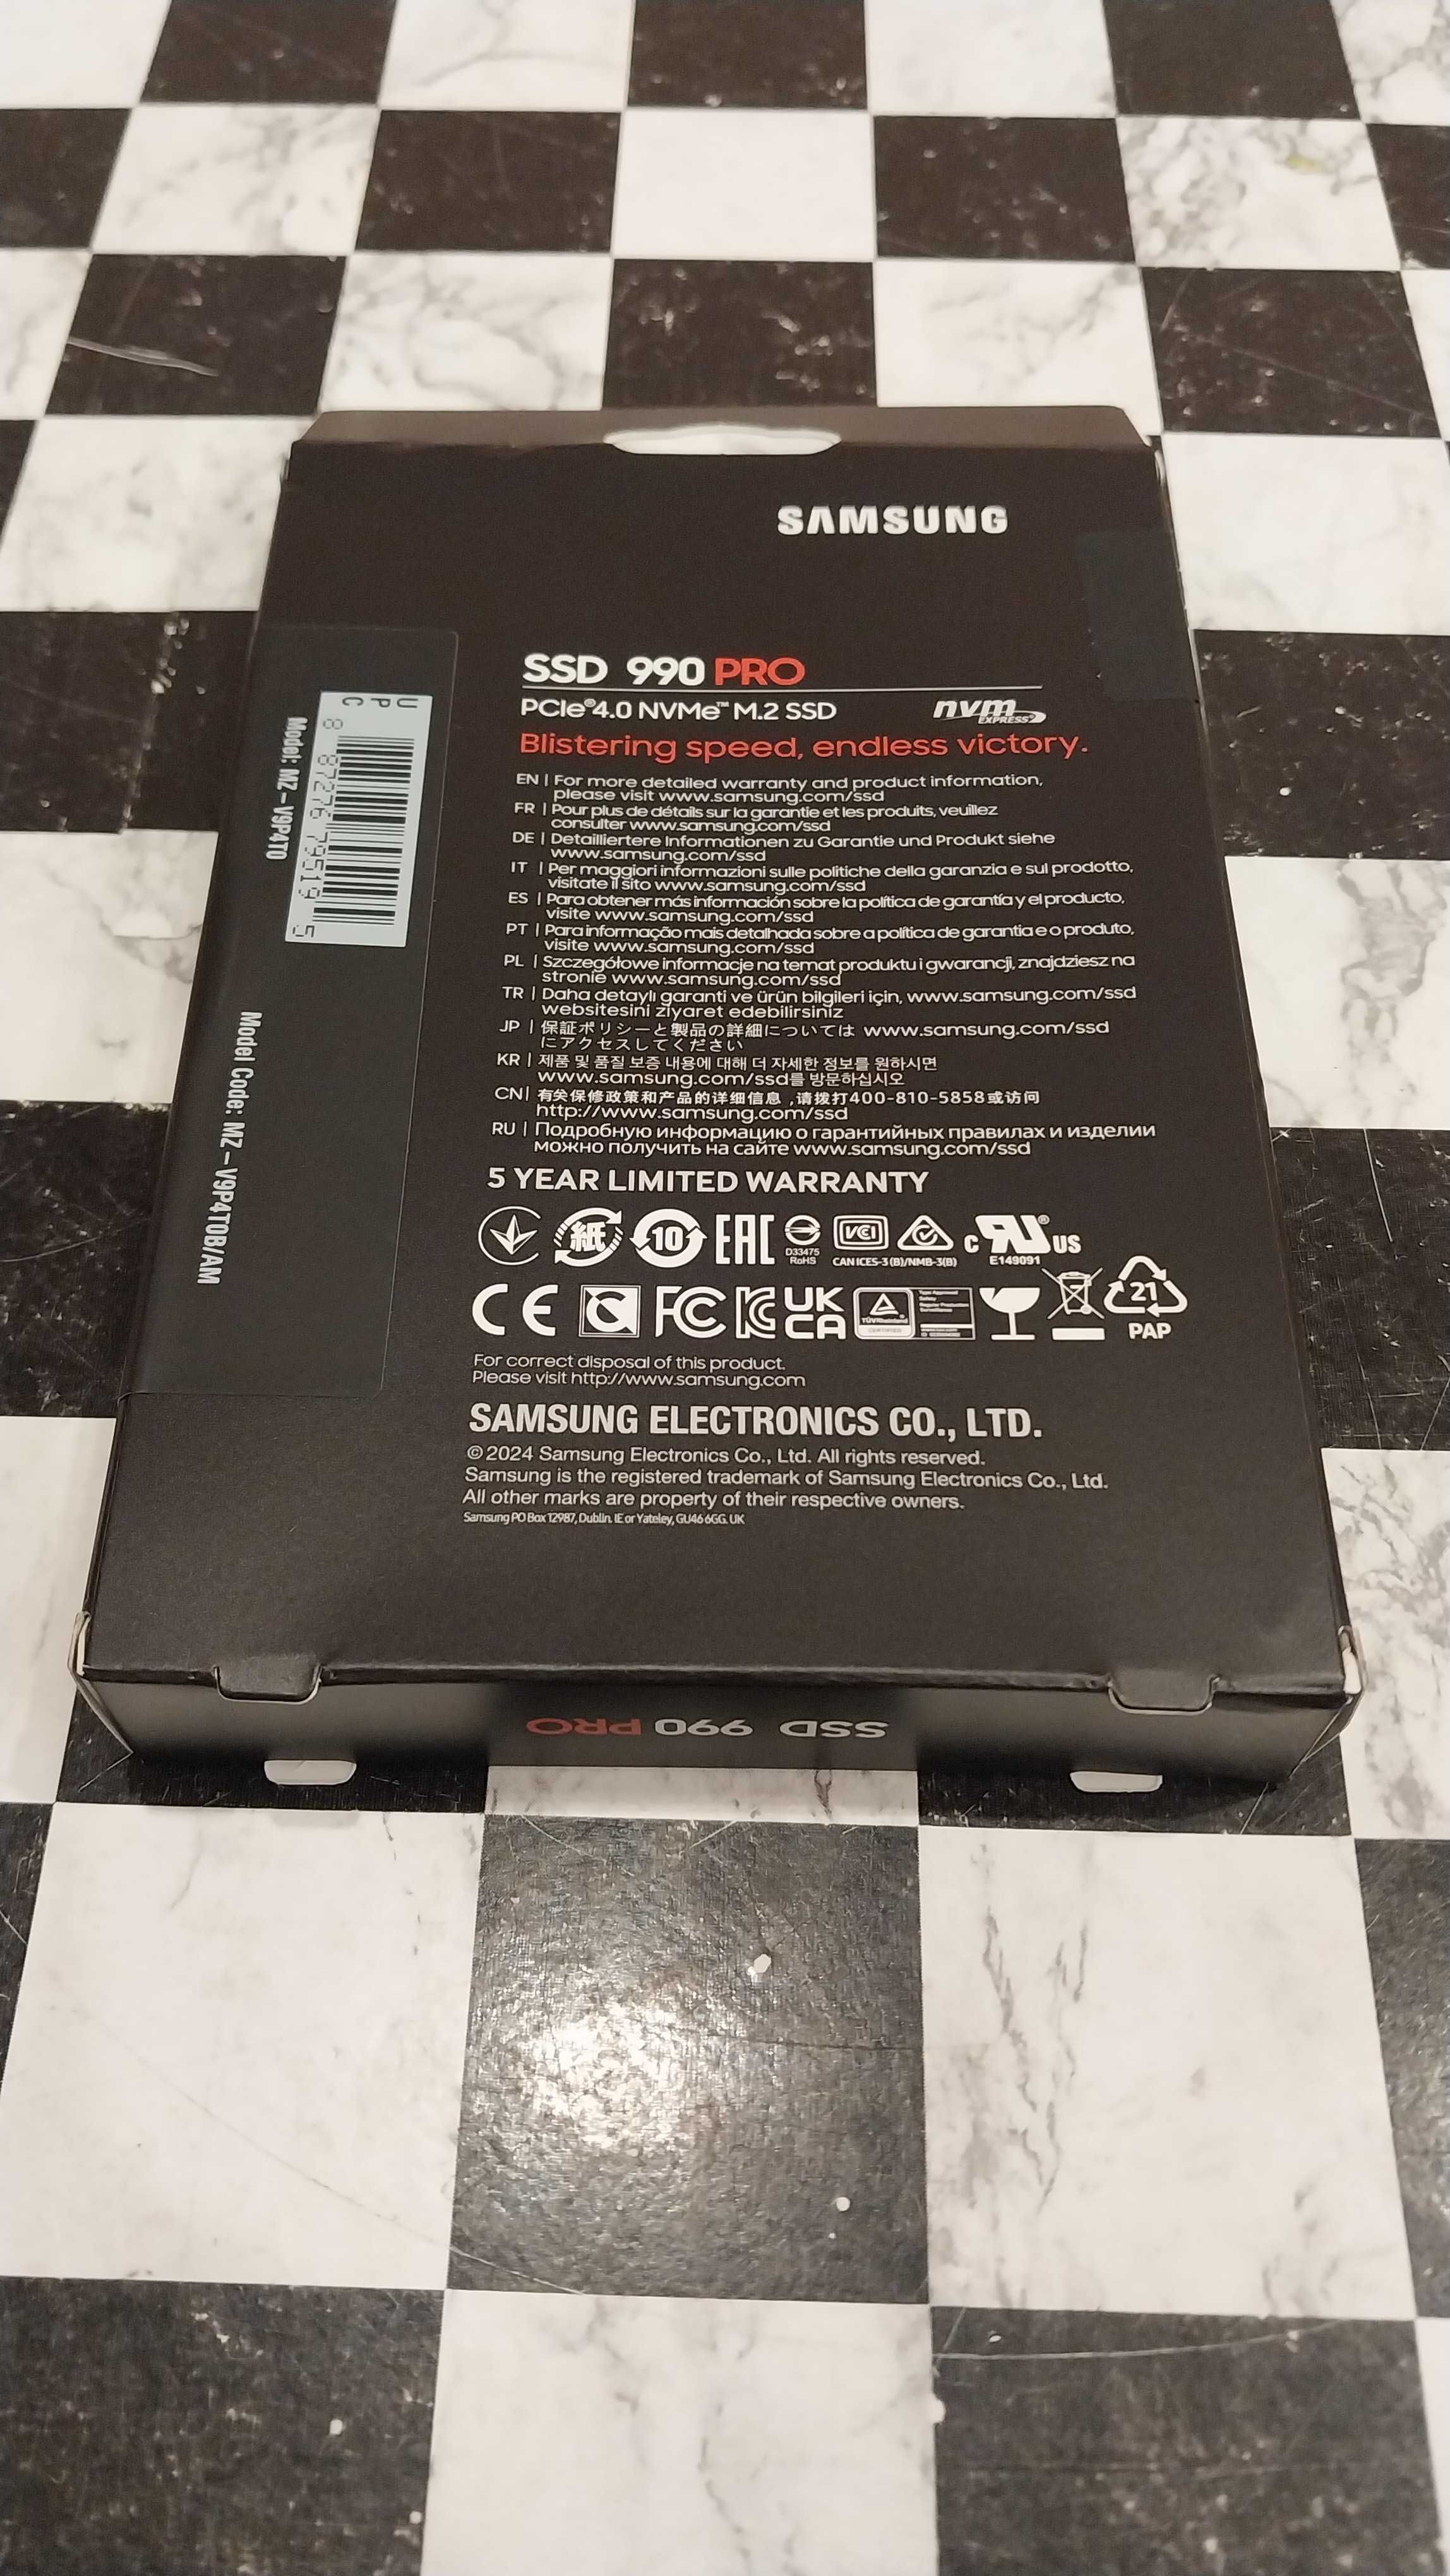 SAMSUNG
SSD 990 PRO
PCIe®4.0 NVMe™ M.2 SSD
nvm
EXPRESS
Blistering speed, endless victory.
EN | For more detailed warranty and product information,
please visit www.samsung.com/ssd
FR | Pour plus de détails sur la garantie et les produits, veuillez
consulter www.samsung.com/ssd
DE | Detailliertere Informationen zu Garantie und Produkt siehe
www.samsung.com/ssd
IT | Per maggiori informazioni sulle politiche della garanzia e sul prodotto,
visitate il sito www.samsung.com/ssd
ES | Para obtener más información sobre la política de garantía y el producto,
visite www.samsung.com/ssd
PT | Para informação mais detalhada sobre a política de garantia e o produto,
visite www.samsung.com/ssd
PL | Szczegółowe informacje na temat produktu i gwarancji, znajdziesz na
stronie www.samsung.com/ssd
TR | Daha detaylı garanti ve ürün bilgileri için, www.samsung.com/ssd
websitesini ziyaret edebilirsiniz
JP | 保証ポリシーと製品の詳細については www.samsung.com/ssd
にアクセスしてください
KR | 제품 및 품질 보증 내용에 대해 더 자세한 정보를 원하시면
www.samsung.com/ssd를 방문하십시오
CN | 有关保修政策和产品的详细信息 ,请拨打400-810-5858或访问
http://www.samsung.com/ssd
RU | Подробную информацию о гарантийных правилах и изделии
можно получить на сайте www.samsung.com/ssd
5 YEAR LIMITED WARRANTY
紙 10 EAC D33475 RoHS VCI CAN ICES-3 (B)/NMB-3(B) c RU® US E149091
CE FC KC UK CA TÜVRheinland CERTIFIED 21 PAP
For correct disposal of this product.
Please visit http://www.samsung.com
SAMSUNG ELECTRONICS CO., LTD.
© 2024 Samsung Electronics Co., Ltd. All rights reserved.
Samsung is the registered trademark of Samsung Electronics Co., Ltd.
All other marks are property of their respective owners.
Samsung PO Box 12987, Dublin. IE or Yateley, GU46 6GG. UK
UPC
8 87276 79519 5
Model: MZ-V9P4T0
Model Code: MZ-V9P4T0B/AM
SSD 990 PRO